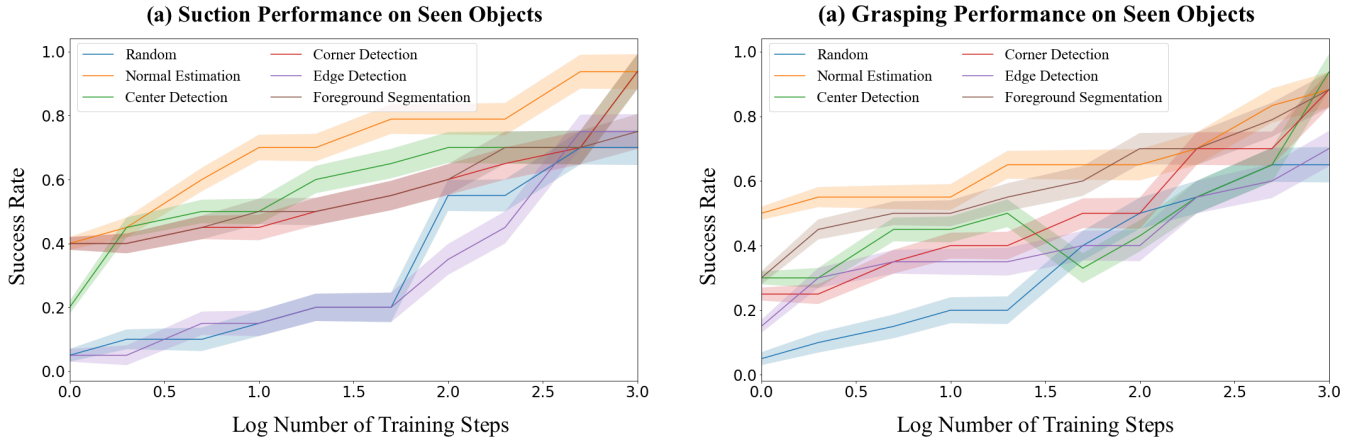 (a) Suction Performance on Seen Objects
1.0
0.8
0.6
0.4
0.2
0.0
Success Rate
Random
Normal Estimation
Center Detection
Corner Detection
Edge Detection
Foreground Segmentation
0.0 0.5 1.0 1.5 2.0 2.5 3.0
Log Number of Training Steps
(a) Grasping Performance on Seen Objects
1.0
0.8
0.6
0.4
0.2
0.0
Success Rate
Random
Normal Estimation
Center Detection
Corner Detection
Edge Detection
Foreground Segmentation
0.0 0.5 1.0 1.5 2.0 2.5 3.0
Log Number of Training Steps